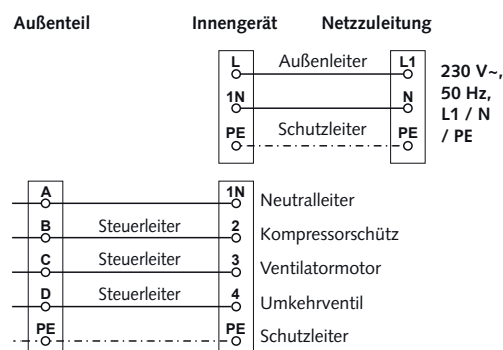 Außenteil Innengerät Netzzuleitung
L Außenleiter L1
1N N
PE Schutzleiter PE
230 V~,
50 Hz,
L1 / N
/ PE
A 1N Neutralleiter
B Steuerleiter 2 Kompressorschütz
C Steuerleiter 3 Ventilatormotor
D Steuerleiter 4 Umkehrventil
PE PE Schutzleiter